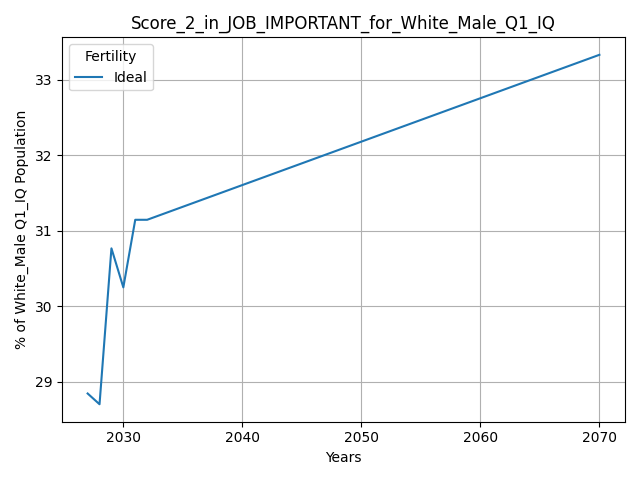 Score_2_in_JOB_IMPORTANT_for_White_Male_Q1_IQ
Fertility
Ideal
% of White_Male Q1_IQ Population
33
32
31
30
29
2030
2040
2050
2060
2070
Years